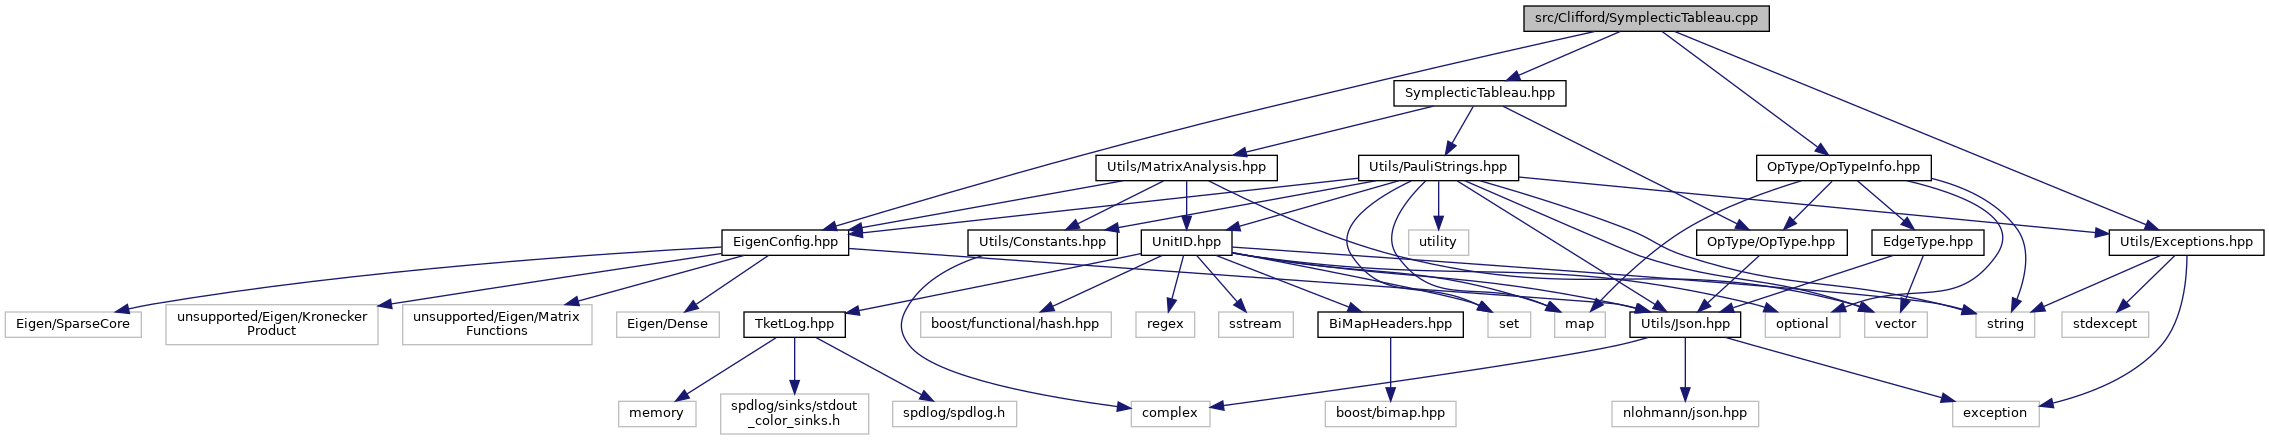 src/Clifford/SymplecticTableau.cpp
SymplecticTableau.hpp
Utils/MatrixAnalysis.hpp
Utils/PauliStrings.hpp
OpType/OpTypeInfo.hpp
EigenConfig.hpp
Utils/Constants.hpp
UnitID.hpp
utility
OpType/OpType.hpp
EdgeType.hpp
Utils/Exceptions.hpp
Eigen/SparseCore
unsupported/Eigen/Kronecker
Product
unsupported/Eigen/Matrix
Functions
Eigen/Dense
TketLog.hpp
boost/functional/hash.hpp
regex
sstream
BiMapHeaders.hpp
set
map
Utils/Json.hpp
optional
vector
string
stdexcept
memory
spdlog/sinks/stdout
_color_sinks.h
spdlog/spdlog.h
complex
boost/bimap.hpp
nlohmann/json.hpp
exception